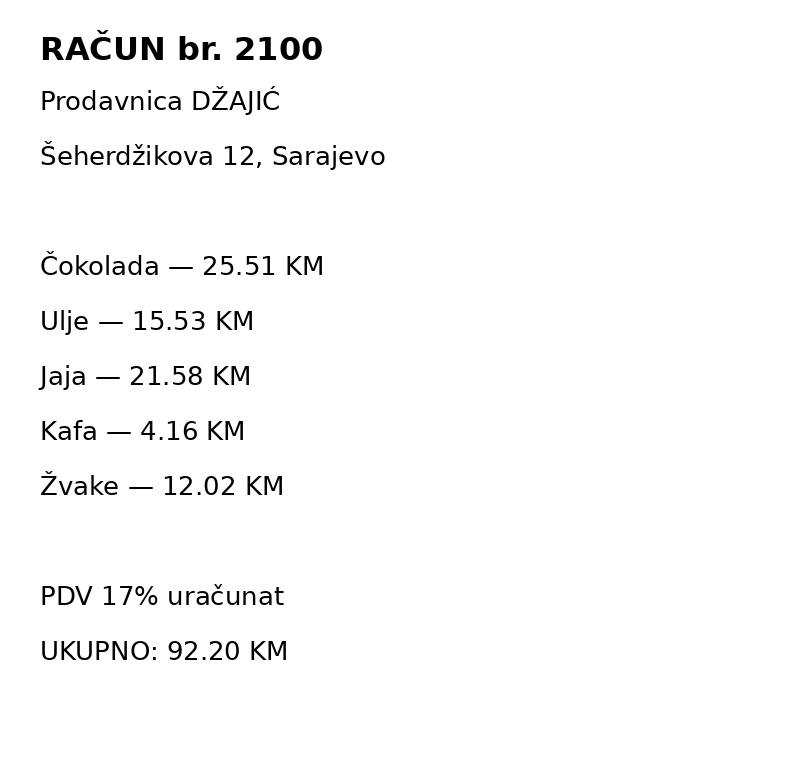 RAČUN br. 2100
Prodavnica DŽAJIĆ
Šeherdžikova 12, Sarajevo
Čokolada — 25.51 KM
Ulje — 15.53 KM
Jaja — 21.58 KM
Kafa — 4.16 KM
Žvake — 12.02 KM
PDV 17% uračunat
UKUPNO: 92.20 KM